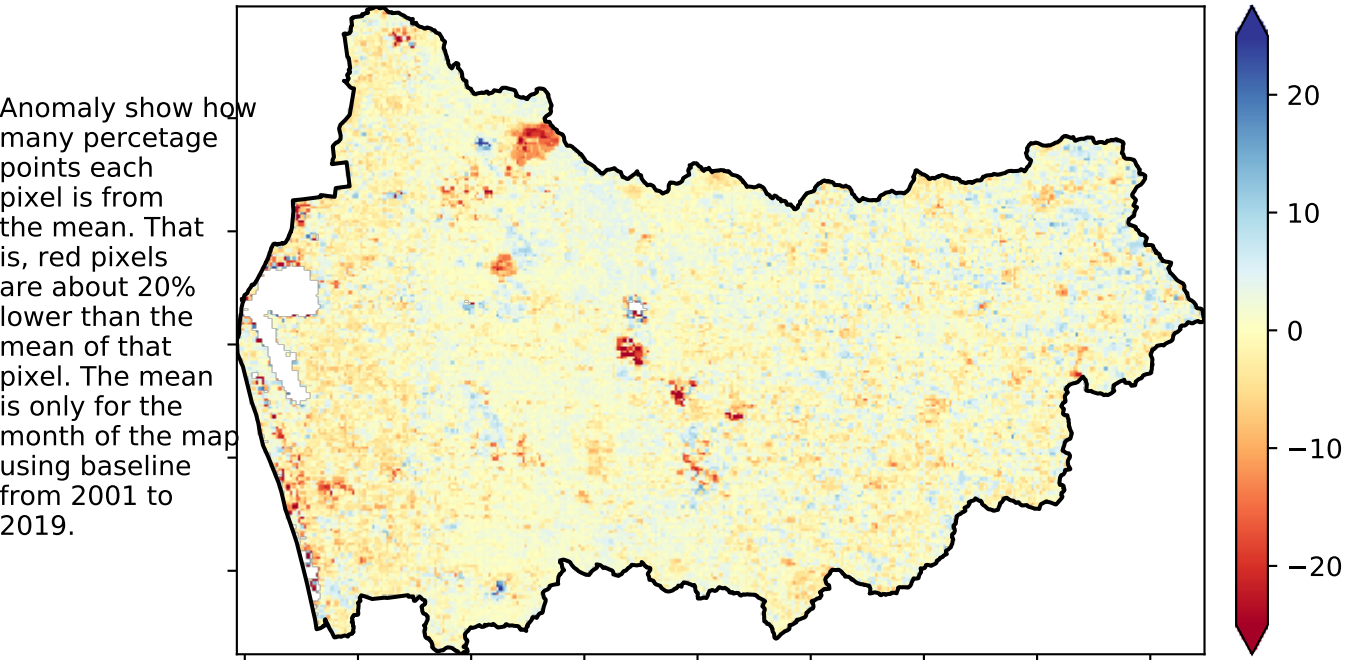 Anomaly show how
many percetage
points each
pixel is from
the mean. That
is, red pixels
are about 20%
lower than the
mean of that
pixel. The mean
is only for the
month of the map
using baseline
from 2001 to
2019.
20
10
0
−10
−20